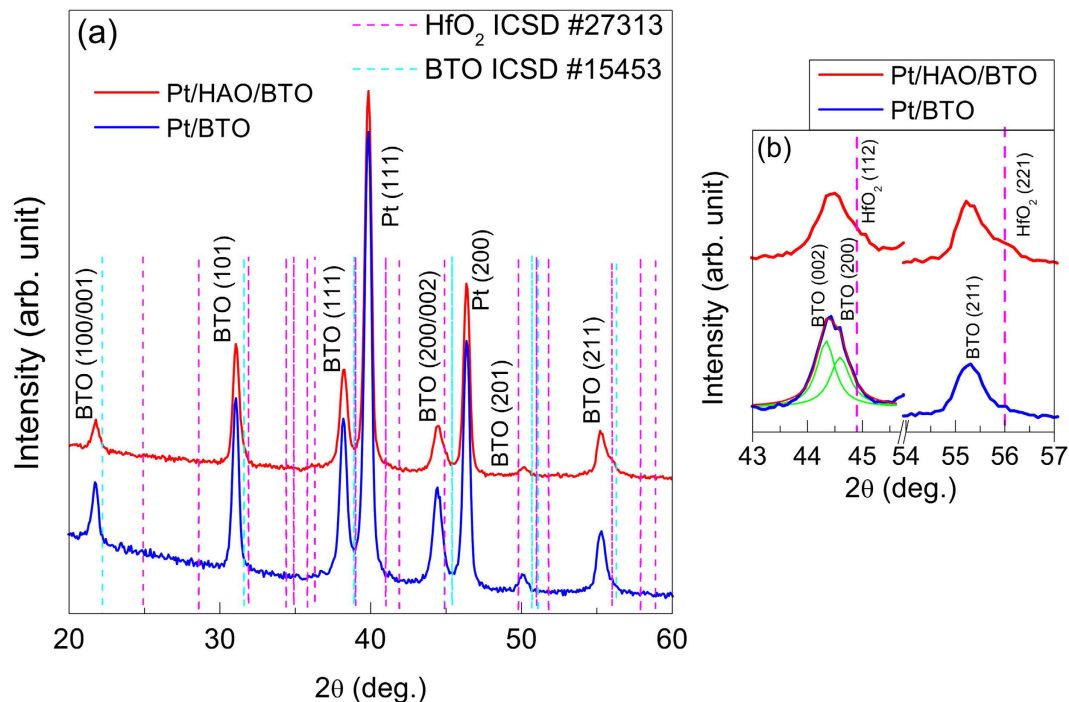 (a)
HfO₂ ICSD #27313
BTO ICSD #15453
Pt/HAO/BTO
Pt/BTO
Intensity (arb. unit)
BTO (100/001)
BTO (101)
BTO (111)
Pt (111)
BTO (200/002)
Pt (200)
BTO (201)
BTO (211)
20
30
40
50
60
2θ (deg.)
Pt/HAO/BTO
Pt/BTO
(b)
Intensity (arb. unit)
HfO₂ (112)
HfO₂ (221)
BTO (002)
BTO (200)
BTO (211)
43
44
45
54
55
56
57
2θ (deg.)